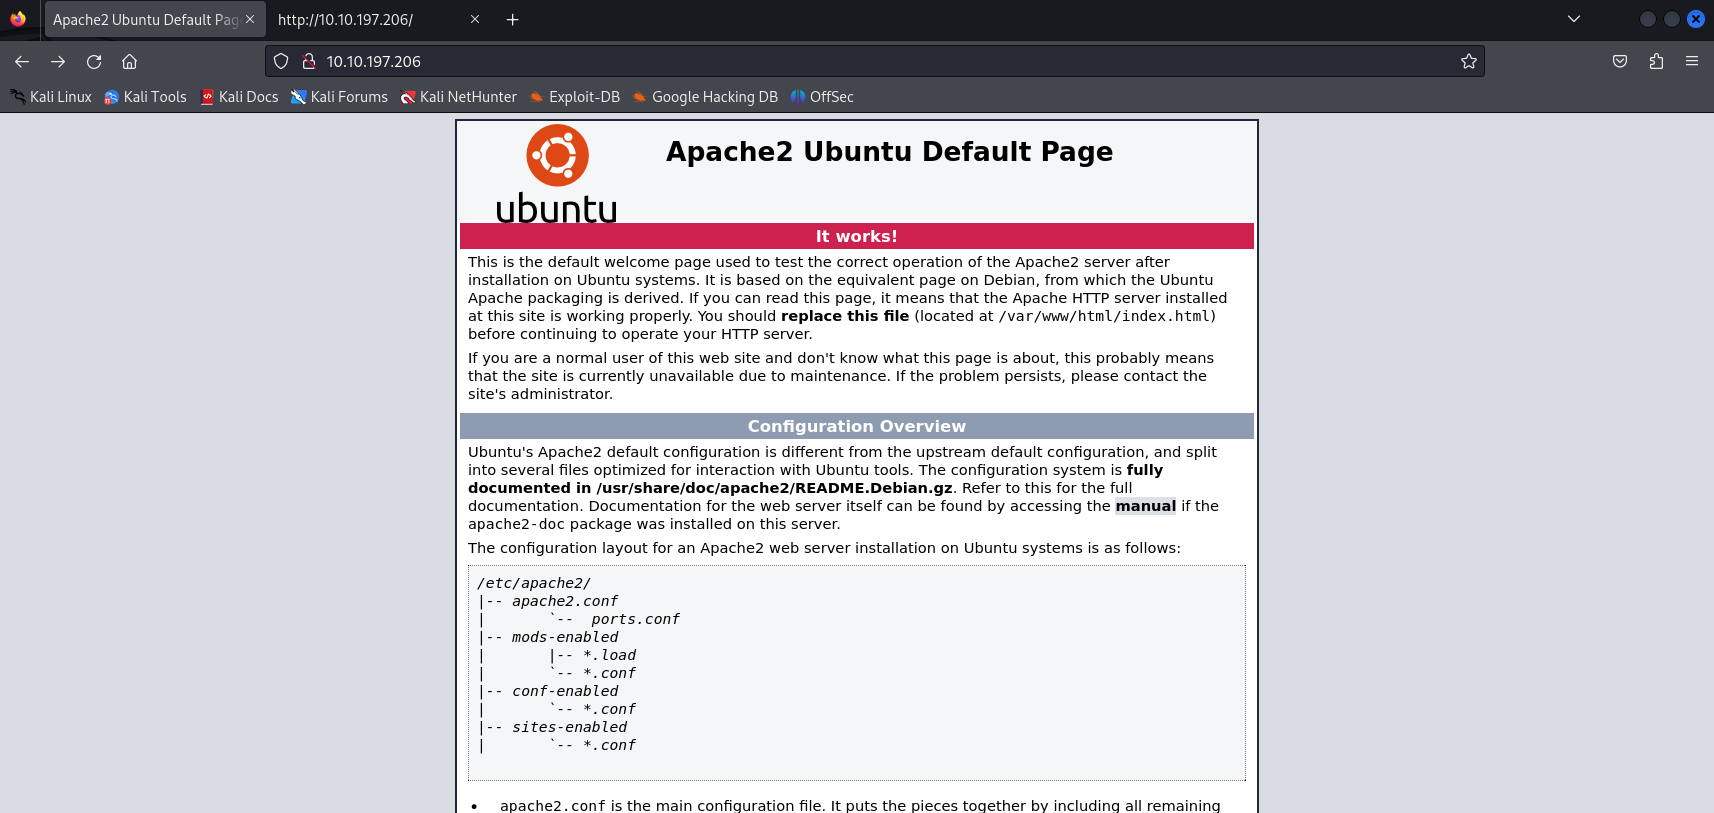 Apache2 Ubuntu Default Pag
http://10.10.197.206/
10.10.197.206
Kali Linux Kali Tools Kali Docs Kali Forums Kali NetHunter Exploit-DB Google Hacking DB OffSec
ubuntu
Apache2 Ubuntu Default Page
It works!
This is the default welcome page used to test the correct operation of the Apache2 server after
installation on Ubuntu systems. It is based on the equivalent page on Debian, from which the Ubuntu
Apache packaging is derived. If you can read this page, it means that the Apache HTTP server installed
at this site is working properly. You should replace this file (located at /var/www/html/index.html)
before continuing to operate your HTTP server.
If you are a normal user of this web site and don't know what this page is about, this probably means
that the site is currently unavailable due to maintenance. If the problem persists, please contact the
site's administrator.
Configuration Overview
Ubuntu's Apache2 default configuration is different from the upstream default configuration, and split
into several files optimized for interaction with Ubuntu tools. The configuration system is fully
documented in /usr/share/doc/apache2/README.Debian.gz. Refer to this for the full
documentation. Documentation for the web server itself can be found by accessing the manual if the
apache2-doc package was installed on this server.
The configuration layout for an Apache2 web server installation on Ubuntu systems is as follows:
/etc/apache2/
|-- apache2.conf
|       `--  ports.conf
|-- mods-enabled
|       |-- *.load
|       `-- *.conf
|-- conf-enabled
|       `-- *.conf
|-- sites-enabled
|       `-- *.conf
• apache2.conf is the main configuration file. It puts the pieces together by including all remaining